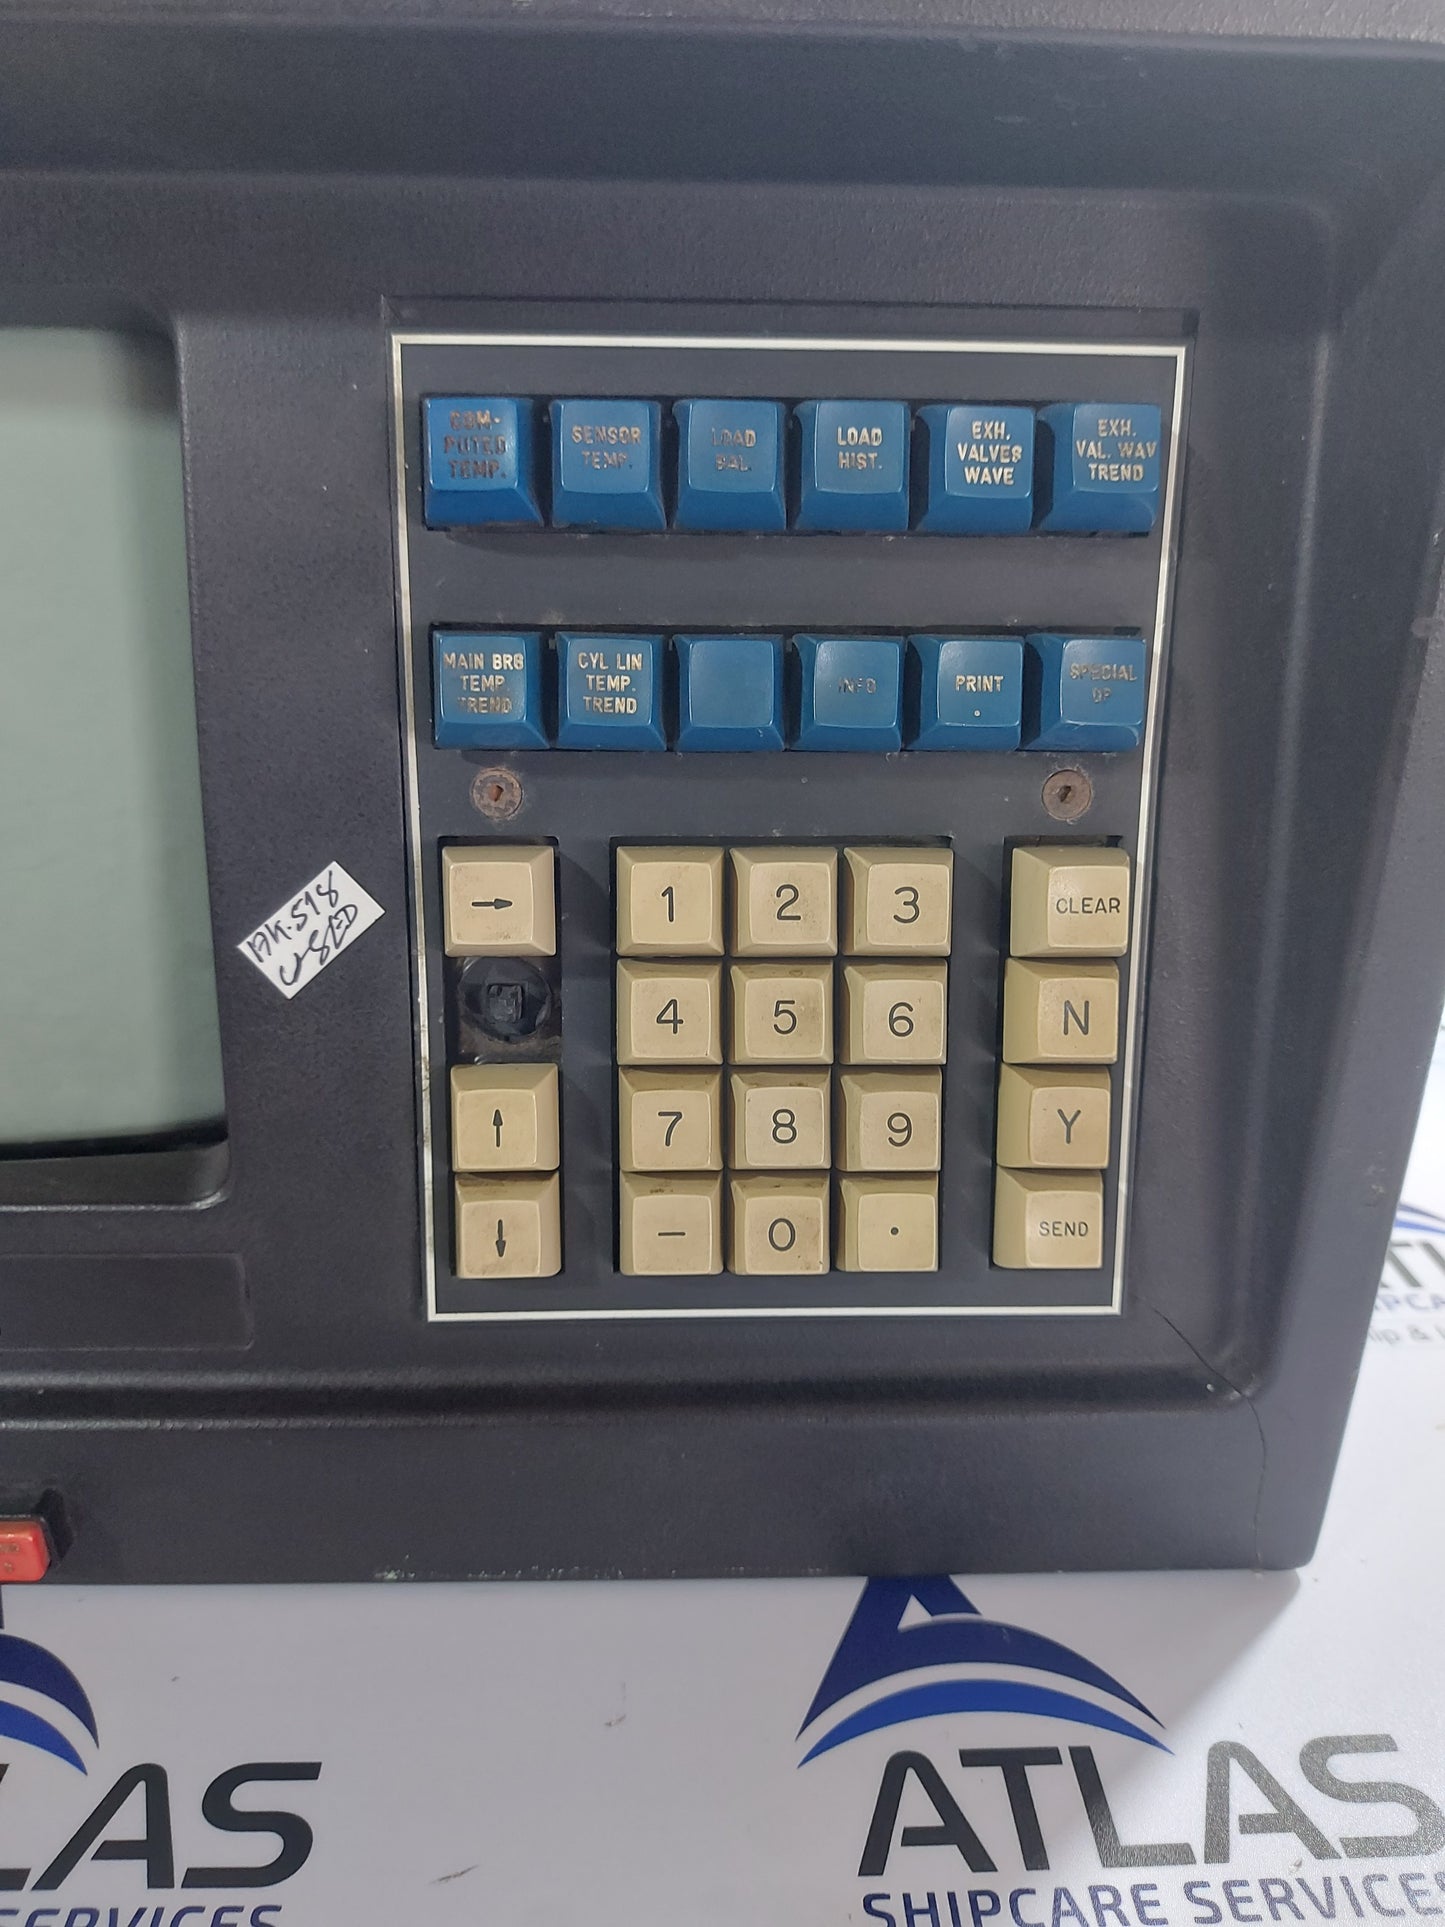 COM-
PUTED
TEMP.
SENSOR
TEMP.
LOAD
BAL.
LOAD
HIST.
EXH.
VALVES
WAVE
EXH.
VAL. WAV
TREND
MAIN BRG
TEMP.
TREND
CYL LIN
TEMP.
TREND
INFO
PRINT
.
SPECIAL
OP
→
1
2
3
CLEAR
4
5
6
N
↑
7
8
9
Y
↓
—
0
.
SEND
USED
ATLAS
SHIPCARE SERVICES